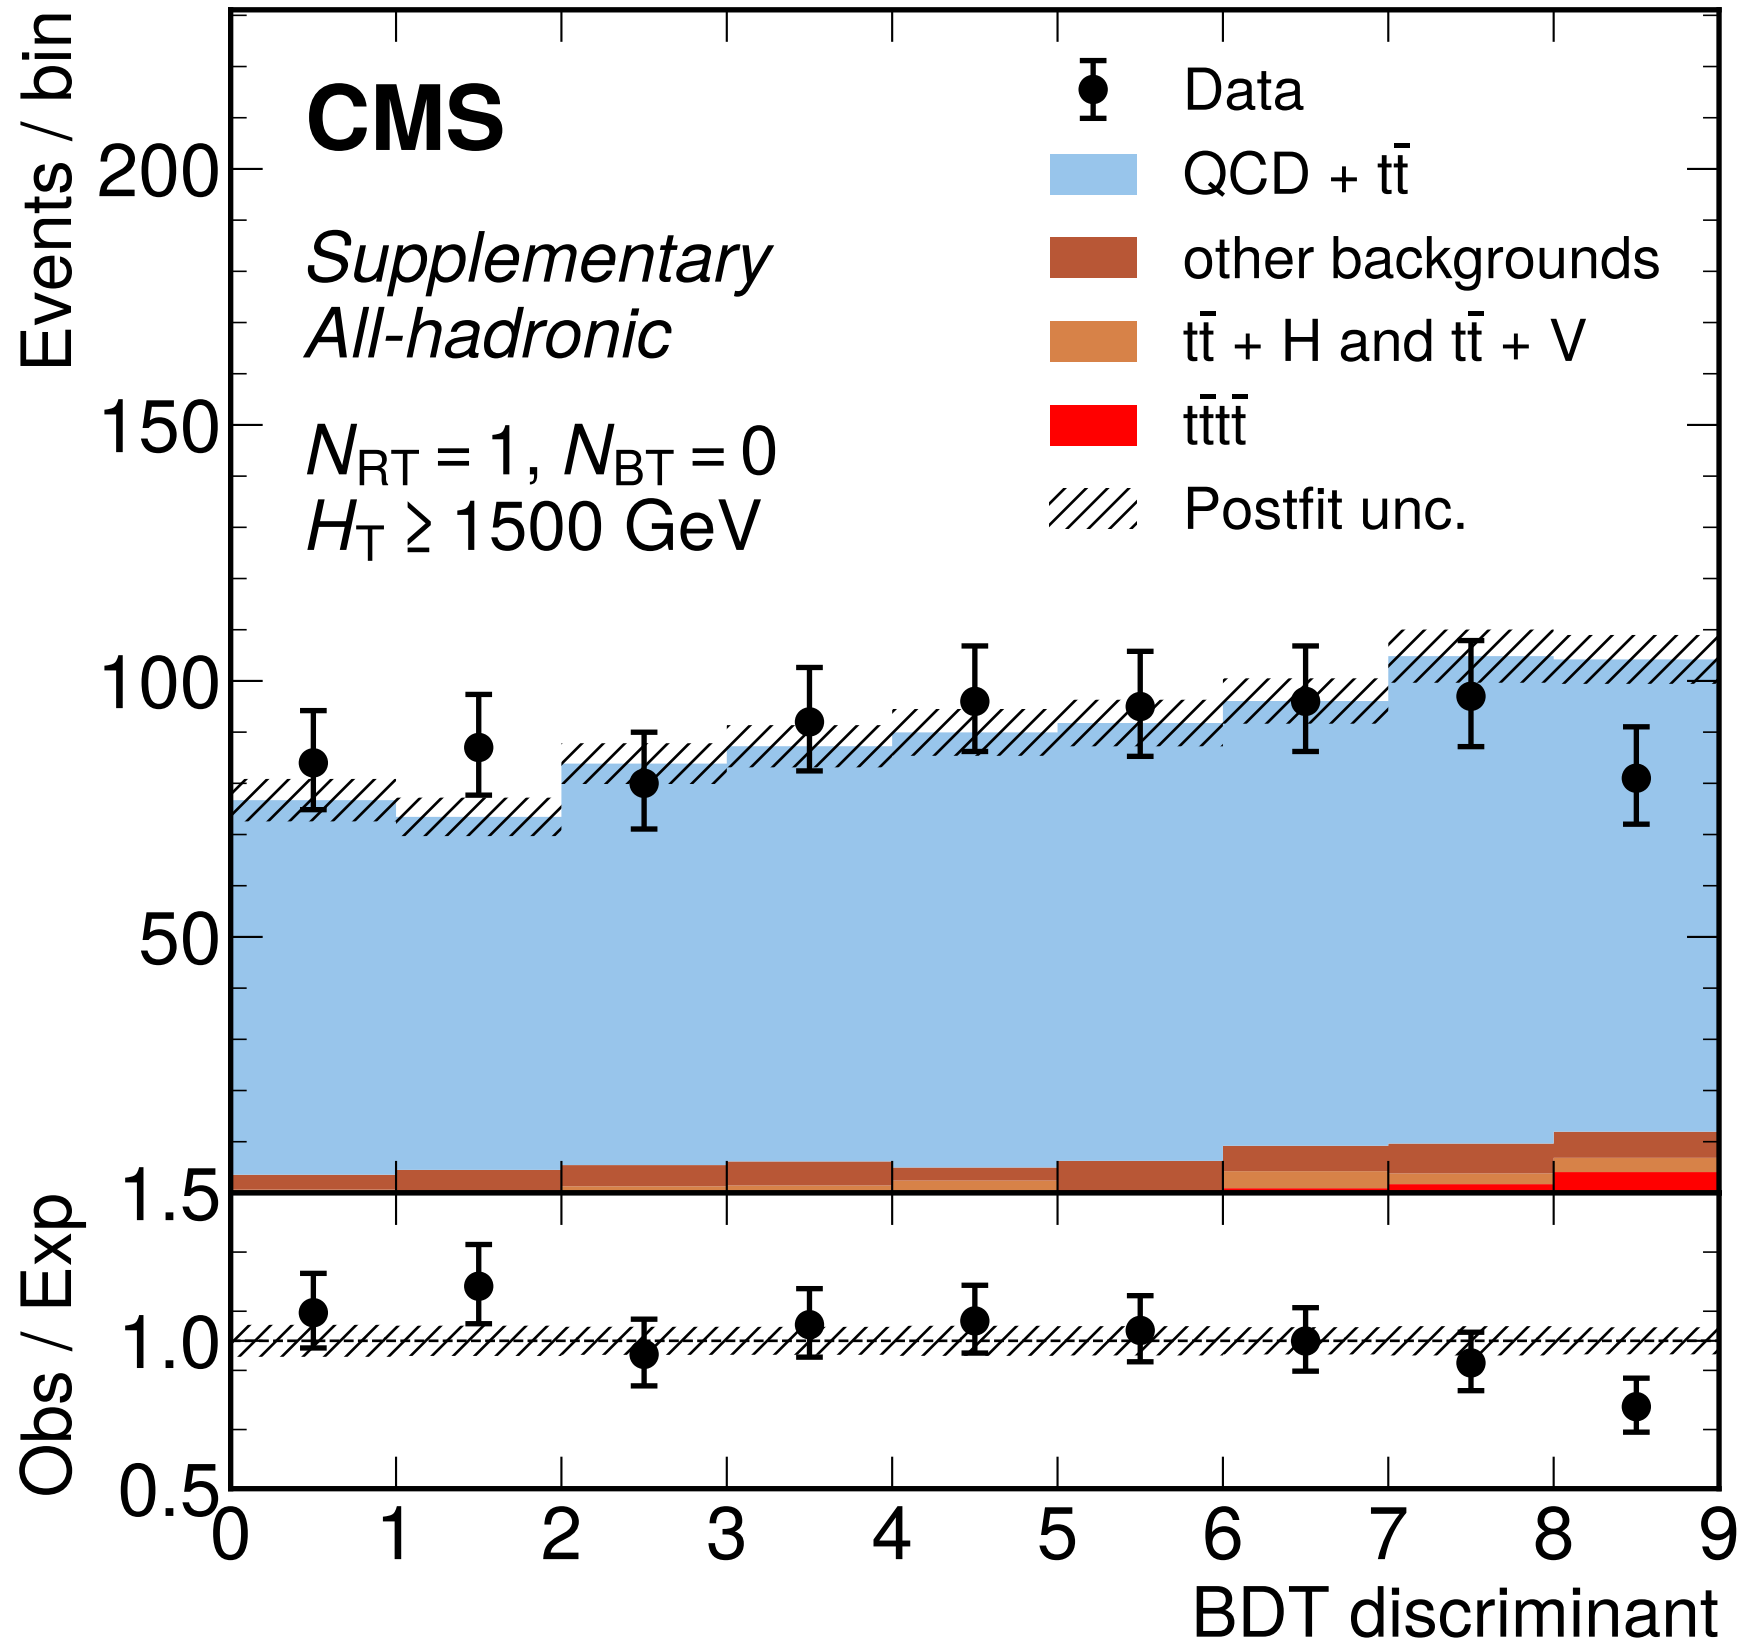 Events / bin
200
150
100
50
CMS
Supplementary
All-hadronic
N_RT = 1, N_BT = 0
H_T ≥ 1500 GeV
Data
QCD + tt̄
other backgrounds
tt̄ + H and tt̄ + V
tt̄tt̄
Postfit unc.
Obs / Exp
1.5
1.0
0.5
0 1 2 3 4 5 6 7 8 9
BDT discriminant